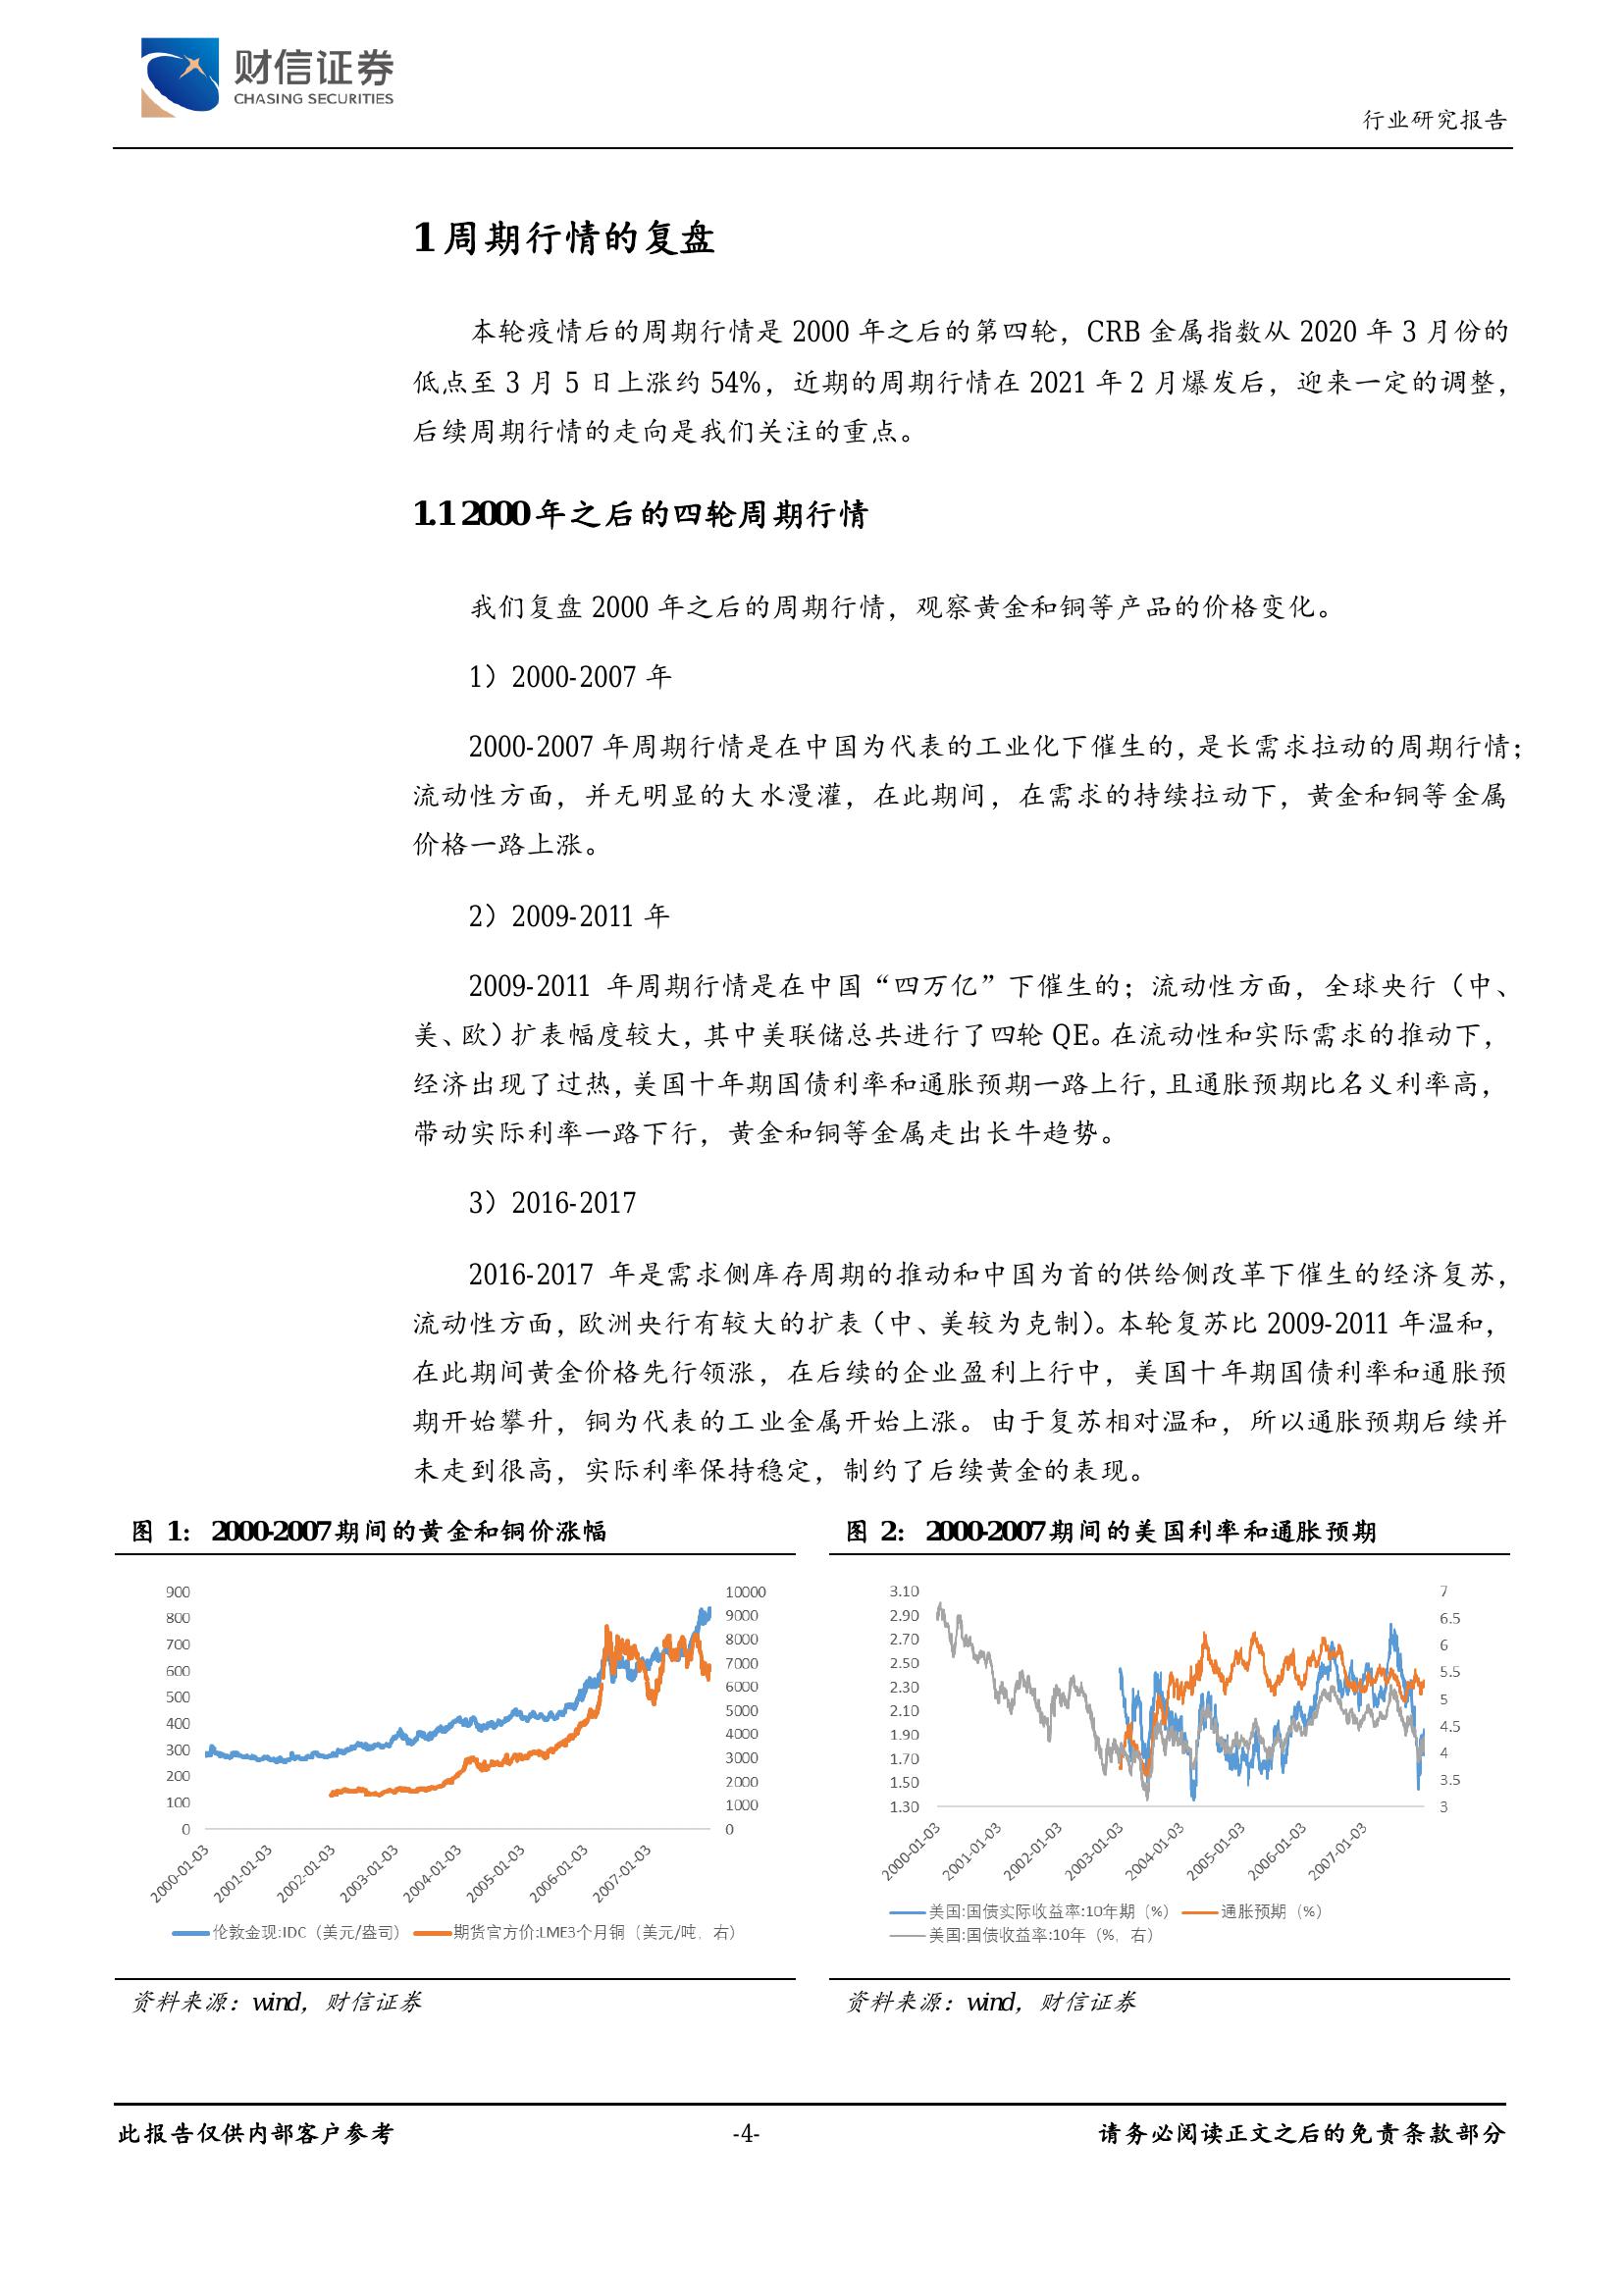 财信证券
CHASING SECURITIES
行业研究报告
1 周期行情的复盘
本轮疫情后的周期行情是 2000 年之后的第四轮，CRB 金属指数从 2020 年 3 月份的
低点至 3 月 5 日上涨约 54%，近期的周期行情在 2021 年 2 月爆发后，迎来一定的调整，
后续周期行情的走向是我们关注的重点。
1.1 2000 年之后的四轮周期行情
我们复盘 2000 年之后的周期行情，观察黄金和铜等产品的价格变化。
1）2000-2007 年
2000-2007 年周期行情是在中国为代表的工业化下催生的，是长需求拉动的周期行情；
流动性方面，并无明显的大水漫灌，在此期间，在需求的持续拉动下，黄金和铜等金属
价格一路上涨。
2）2009-2011 年
2009-2011 年周期行情是在中国“四万亿”下催生的；流动性方面，全球央行（中、
美、欧）扩表幅度较大，其中美联储总共进行了四轮 QE。在流动性和实际需求的推动下，
经济出现了过热，美国十年期国债利率和通胀预期一路上行，且通胀预期比名义利率高，
带动实际利率一路下行，黄金和铜等金属走出长牛趋势。
3）2016-2017
2016-2017 年是需求侧库存周期的推动和中国为首的供给侧改革下催生的经济复苏，
流动性方面，欧洲央行有较大的扩表（中、美较为克制）。本轮复苏比 2009-2011 年温和，
在此期间黄金价格先行领涨，在后续的企业盈利上行中，美国十年期国债利率和通胀预
期开始攀升，铜为代表的工业金属开始上涨。由于复苏相对温和，所以通胀预期后续并
未走到很高，实际利率保持稳定，制约了后续黄金的表现。
图 1： 2000-2007 期间的黄金和铜价涨幅
900
800
700
600
500
400
300
200
100
0
10000
9000
8000
7000
6000
5000
4000
3000
2000
1000
0
2000-01-03
2001-01-03
2002-01-03
2003-01-03
2004-01-03
2005-01-03
2006-01-03
2007-01-03
伦敦金现:IDC（美元/盎司）
期货官方价:LME3个月铜（美元/吨，右）
资料来源：wind，财信证券
图 2： 2000-2007 期间的美国利率和通胀预期
3.10
2.90
2.70
2.50
2.30
2.10
1.90
1.70
1.50
1.30
7
6.5
6
5.5
5
4.5
4
3.5
3
2000-01-03
2001-01-03
2002-01-03
2003-01-03
2004-01-03
2005-01-03
2006-01-03
2007-01-03
美国:国债实际收益率:10年期（%）
通胀预期（%）
美国:国债收益率:10年（%，右）
资料来源：wind，财信证券
此报告仅供内部客户参考
-4-
请务必阅读正文之后的免责条款部分